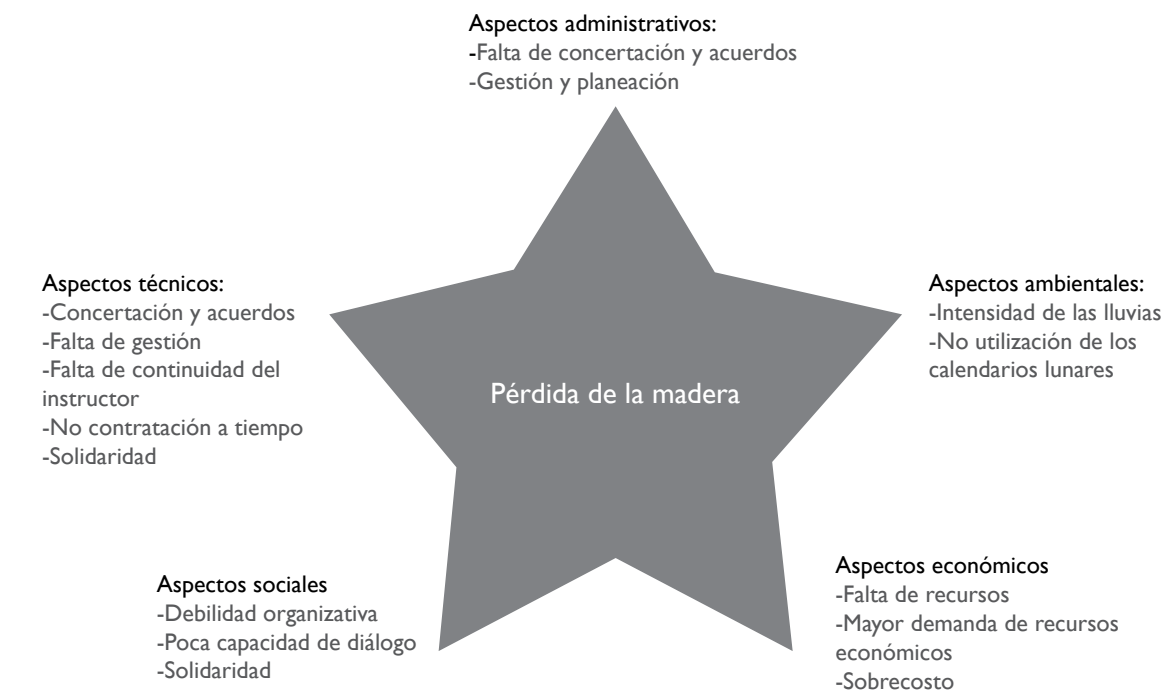 Aspectos administrativos:
-Falta de concertación y acuerdos
-Gestión y planeación
Aspectos técnicos:
-Concertación y acuerdos
-Falta de gestión
-Falta de continuidad del
instructor
-No contratación a tiempo
-Solidaridad
Aspectos ambientales:
-Intensidad de las lluvias
-No utilización de los
calendarios lunares
Pérdida de la madera
Aspectos sociales
-Debilidad organizativa
-Poca capacidad de diálogo
-Solidaridad
Aspectos económicos
-Falta de recursos
-Mayor demanda de recursos
económicos
-Sobrecosto